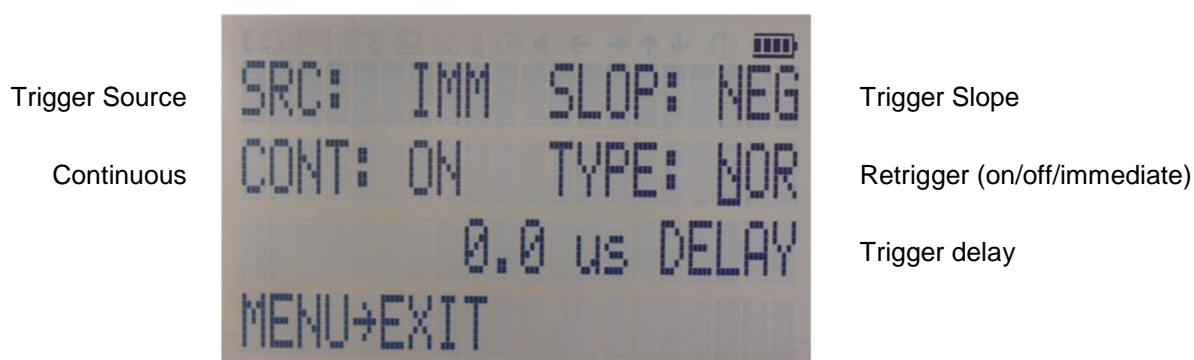 Trigger Source SRC: IMM SLOP: NEG Trigger Slope
Continuous CONT: ON TYPE: NOR Retrigger (on/off/immediate)
0.0 us DELAY Trigger delay
MENU→EXIT